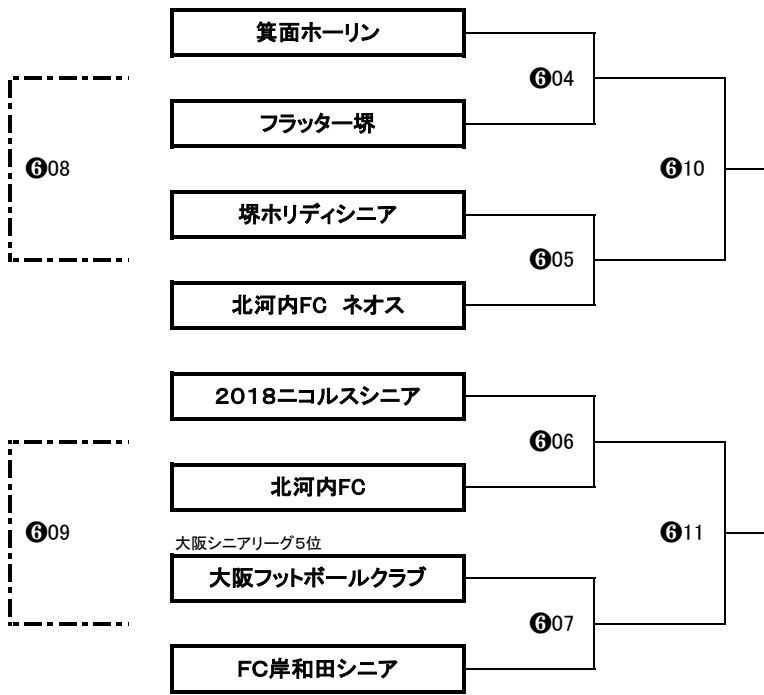 箕面ホーリン
❻04
フラッター堺
❻08
❻10
堺ホリディシニア
❻05
北河内FC　ネオス
２０１８ニコルスシニア
❻06
北河内FC
❻09
❻11
大阪シニアリーグ5位
大阪フットボールクラブ
❻07
FC岸和田シニア